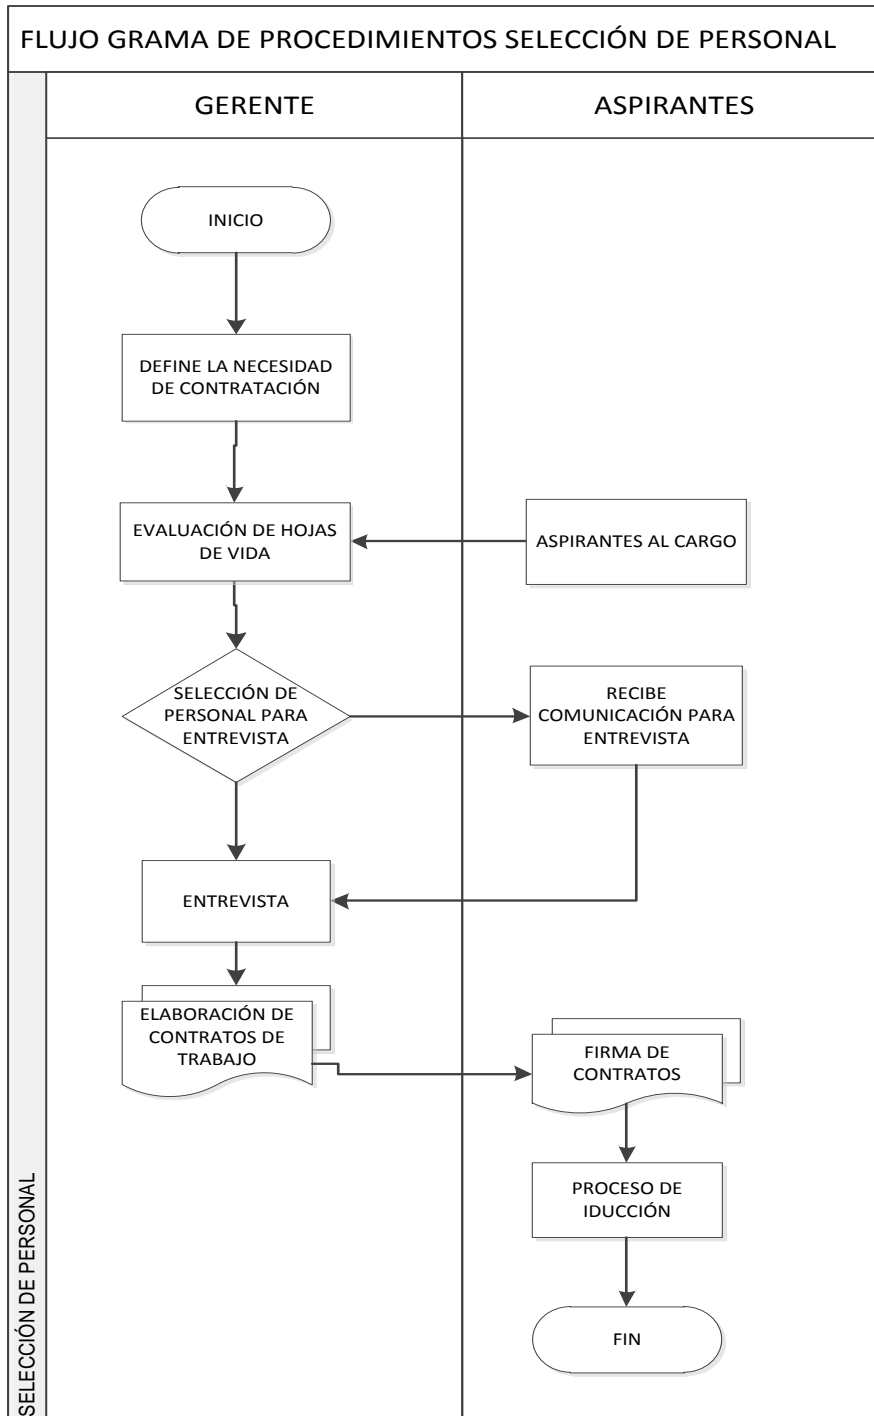 FLUJO GRAMA DE PROCEDIMIENTOS SELECCIÓN DE PERSONAL
GERENTE
ASPIRANTES
INICIO
DEFINE LA NECESIDAD
DE CONTRATACIÓN
EVALUACIÓN DE HOJAS
DE VIDA
ASPIRANTES AL CARGO
SELECCIÓN DE
PERSONAL PARA
ENTREVISTA
RECIBE
COMUNICACIÓN PARA
ENTREVISTA
ENTREVISTA
ELABORACIÓN DE
CONTRATOS DE
TRABAJO
FIRMA DE
CONTRATOS
PROCESO DE
IDUCCIÓN
FIN
SELECCIÓN DE PERSONAL